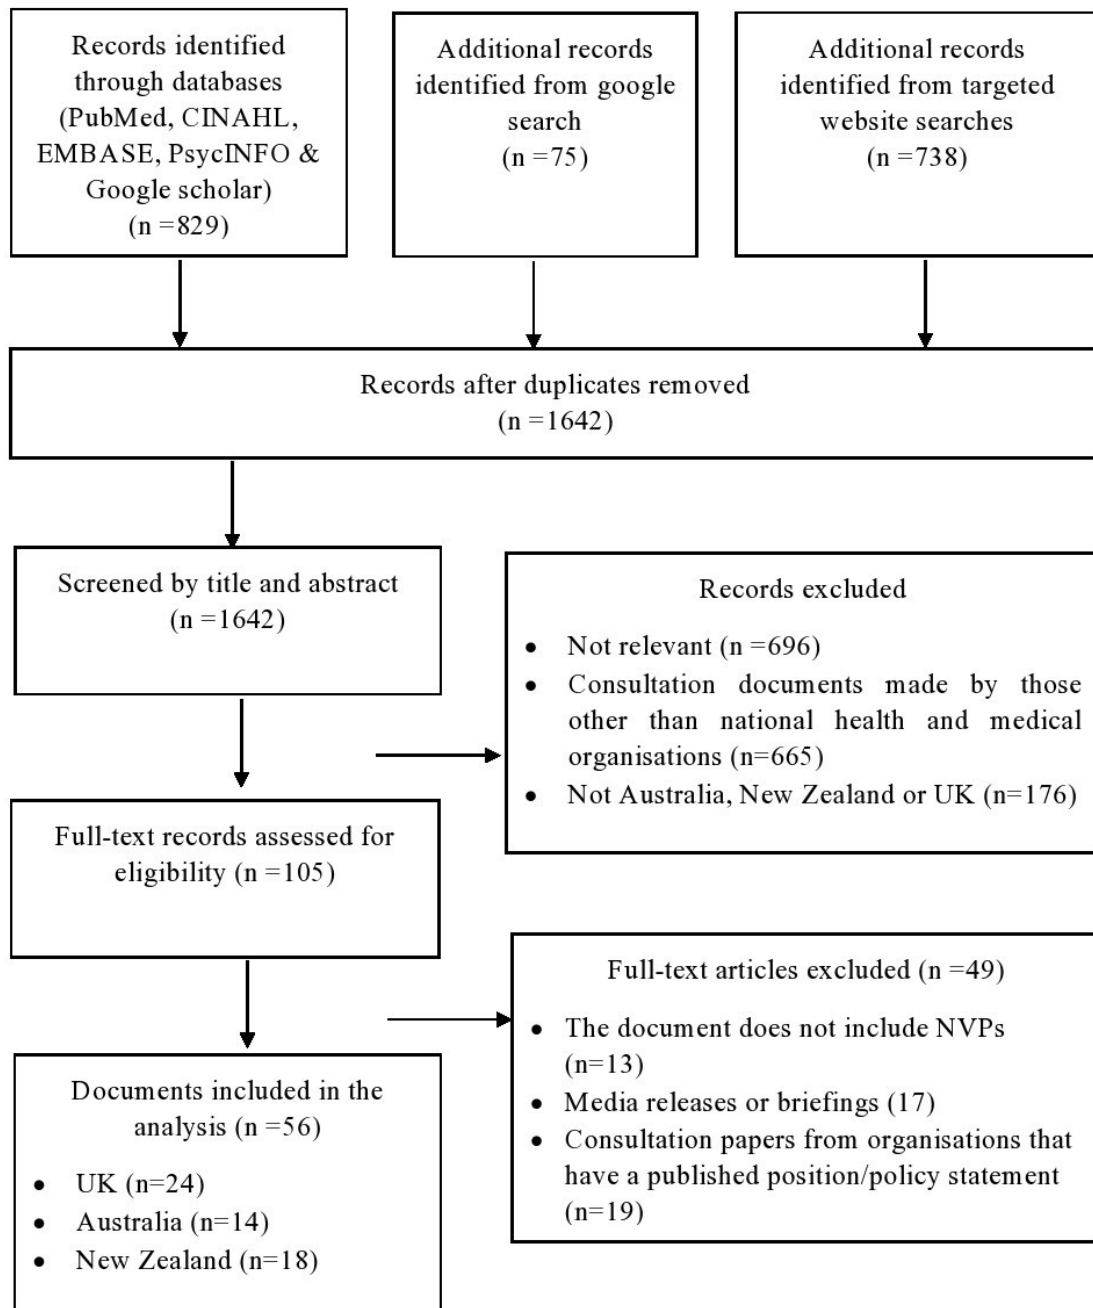 Records identified
through databases
(PubMed, CINAHL,
EMBASE, PsycINFO &
Google scholar)
(n =829)
Additional records
identified from google
search
(n =75)
Additional records
identified from targeted
website searches
(n =738)
Records after duplicates removed
(n =1642)
Screened by title and abstract
(n =1642)
Records excluded
• Not relevant (n =696)
• Consultation documents made by those
other than national health and medical
organisations (n=665)
• Not Australia, New Zealand or UK (n=176)
Full-text records assessed for
eligibility (n =105)
Full-text articles excluded (n =49)
• The document does not include NVPs
(n=13)
• Media releases or briefings (17)
• Consultation papers from organisations that
have a published position/policy statement
(n=19)
Documents included in the
analysis (n =56)
• UK (n=24)
• Australia (n=14)
• New Zealand (n=18)